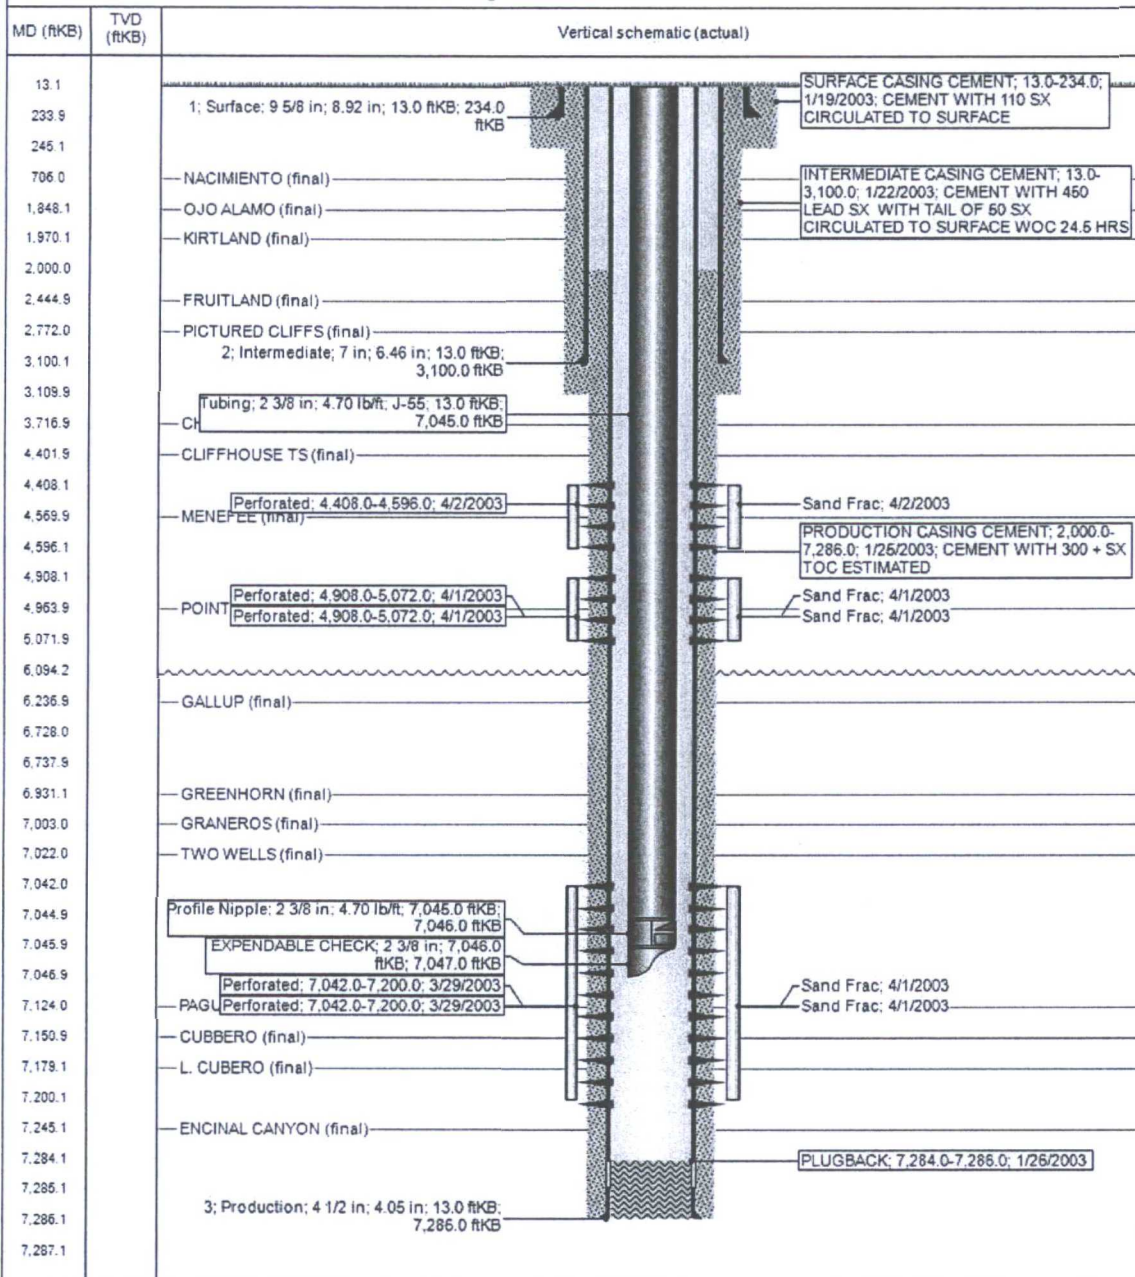 MD (ftKB)
TVD
(ftKB)
Vertical schematic (actual)
13.1
1; Surface; 9 5/8 in; 8.92 in; 13.0 ftKB; 234.0
ftKB
SURFACE CASING CEMENT; 13.0-234.0;
1/19/2003; CEMENT WITH 110 SX
CIRCULATED TO SURFACE
233.9
245.1
706.0
NACIMIENTO (final)
INTERMEDIATE CASING CEMENT; 13.0-
3,100.0; 1/22/2003; CEMENT WITH 450
LEAD SX WITH TAIL OF 50 SX
CIRCULATED TO SURFACE WOC 24.5 HRS
1,848.1
OJO ALAMO (final)
1,970.1
KIRTLAND (final)
2,000.0
2,444.9
FRUITLAND (final)
2,772.0
PICTURED CLIFFS (final)
2; Intermediate; 7 in; 6.46 in; 13.0 ftKB;
3,100.0 ftKB
3,100.1
3,109.9
Tubing; 2 3/8 in; 4.70 lb/ft; J-55; 13.0 ftKB;
7,045.0 ftKB
3,716.9
4,401.9
CLIFFHOUSE TS (final)
4,408.1
Perforated; 4,408.0-4,596.0; 4/2/2003
Sand Frac; 4/2/2003
4,569.9
MENEFEE (final)
PRODUCTION CASING CEMENT; 2,000.0-
7,286.0; 1/25/2003; CEMENT WITH 300 + SX
TOC ESTIMATED
4,596.1
4,908.1
Perforated; 4,908.0-5,072.0; 4/1/2003
Sand Frac; 4/1/2003
4,963.9
POINT
Perforated; 4,908.0-5,072.0; 4/1/2003
Sand Frac; 4/1/2003
5,071.9
6,094.2
6,236.9
GALLUP (final)
6,728.0
6,737.9
6,931.1
GREENHORN (final)
7,003.0
GRANEROS (final)
7,022.0
TWO WELLS (final)
7,042.0
7,044.9
Profile Nipple; 2 3/8 in; 4.70 lb/ft; 7,045.0 ftKB;
7,046.0 ftKB
7,045.9
EXPENDABLE CHECK; 2 3/8 in; 7,046.0
ftKB; 7,047.0 ftKB
7,046.9
Perforated; 7,042.0-7,200.0; 3/29/2003
Sand Frac; 4/1/2003
7,124.0
PAGU
Perforated; 7,042.0-7,200.0; 3/29/2003
Sand Frac; 4/1/2003
7,150.9
CUBBERO (final)
7,179.1
L. CUBERO (final)
7,200.1
7,245.1
ENCINAL CANYON (final)
7,284.1
PLUGBACK; 7,284.0-7,286.0; 1/26/2003
7,285.1
3; Production; 4 1/2 in; 4.05 in; 13.0 ftKB;
7,286.0 ftKB
7,286.1
7,287.1